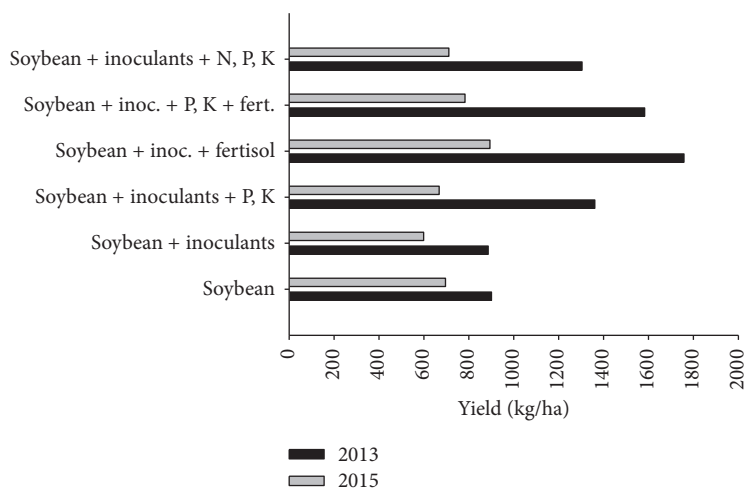 Soybean + inoculants + N, P, K
Soybean + inoc. + P, K + fert.
Soybean + inoc. + fertisol
Soybean + inoculants + P, K
Soybean + inoculants
Soybean
0
200
400
600
800
1000
1200
1400
1600
1800
2000
Yield (kg/ha)
2013
2015